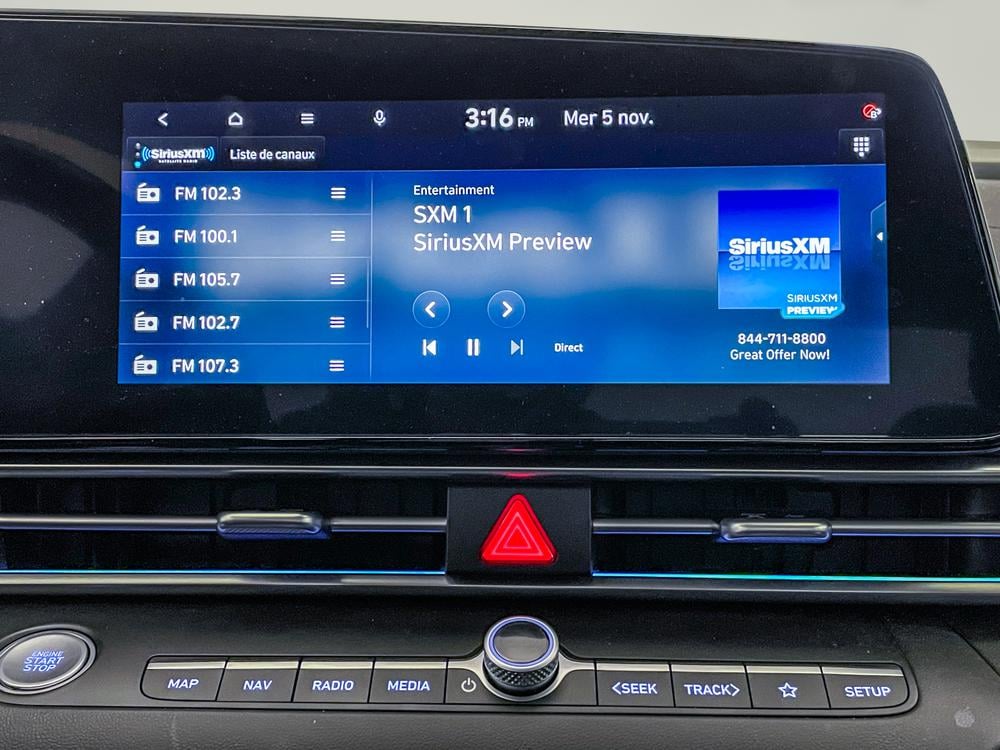 3:16 PM Mer 5 nov.
SiriusXM Liste de canaux
SATELLITE RADIO
FM 102.3
FM 100.1
FM 105.7
FM 102.7
FM 107.3
Entertainment
SXM 1
SiriusXM Preview
Direct
SiriusXM
SIRIUSXM
PREVIEW
844-711-8800
Great Offer Now!
ENGINE
START
STOP
MAP NAV RADIO MEDIA <SEEK TRACK> SETUP